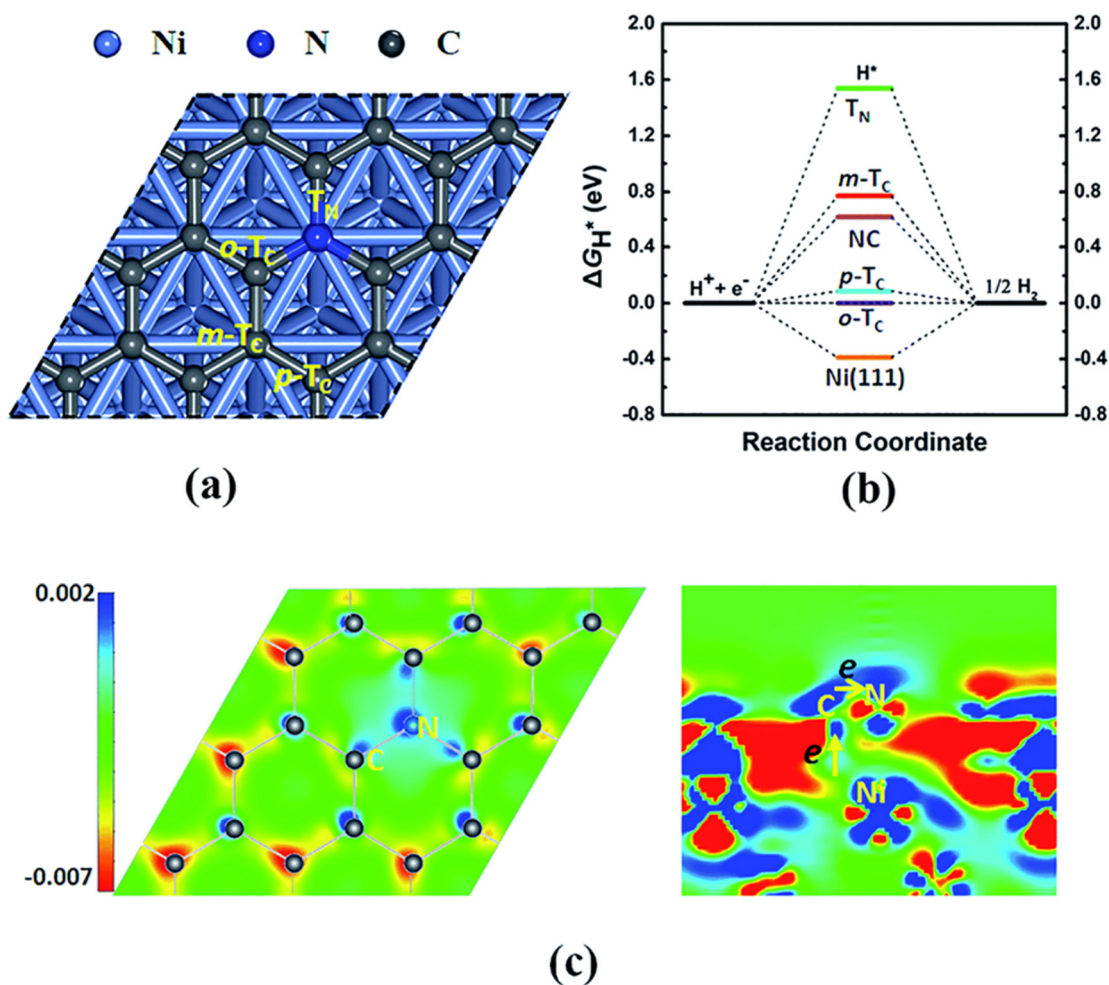 Ni N C
T_N
o-T_C
m-T_C
p-T_C
(a)
2.0 2.0
1.6 1.6
1.2 1.2
0.8 0.8
0.4 0.4
0.0 0.0
-0.4 -0.4
-0.8 -0.8
ΔG_H* (eV)
H*
T_N
m-T_C
NC
p-T_C
H⁺ + e⁻ 1/2 H₂
o-T_C
Ni(111)
Reaction Coordinate
(b)
0.002
-0.007
N
C
e
C N
e
Ni
(c)